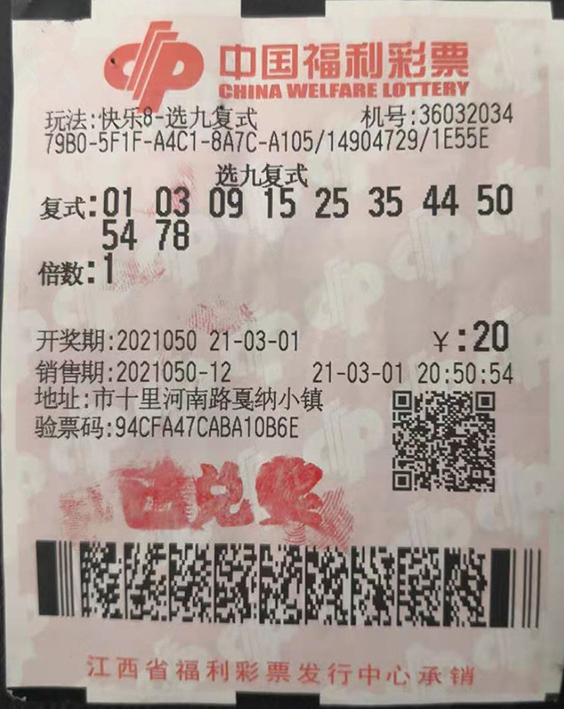 中国福利彩票
CHINA WELFARE LOTTERY
玩法:快乐8-选九复式 机号:36032034
79B0-5F1F-A4C1-8A7C-A105/14904729/1E55E
选九复式
复式:01 03 09 15 25 35 44 50
54 78
倍数:1
开奖期:2021050 21-03-01 ¥:20
销售期:2021050-12 21-03-01 20:50:54
地址:市十里河南路戛纳小镇
验票码:94CFA47CABA10B6E
已兑奖
江西省福利彩票发行中心承销